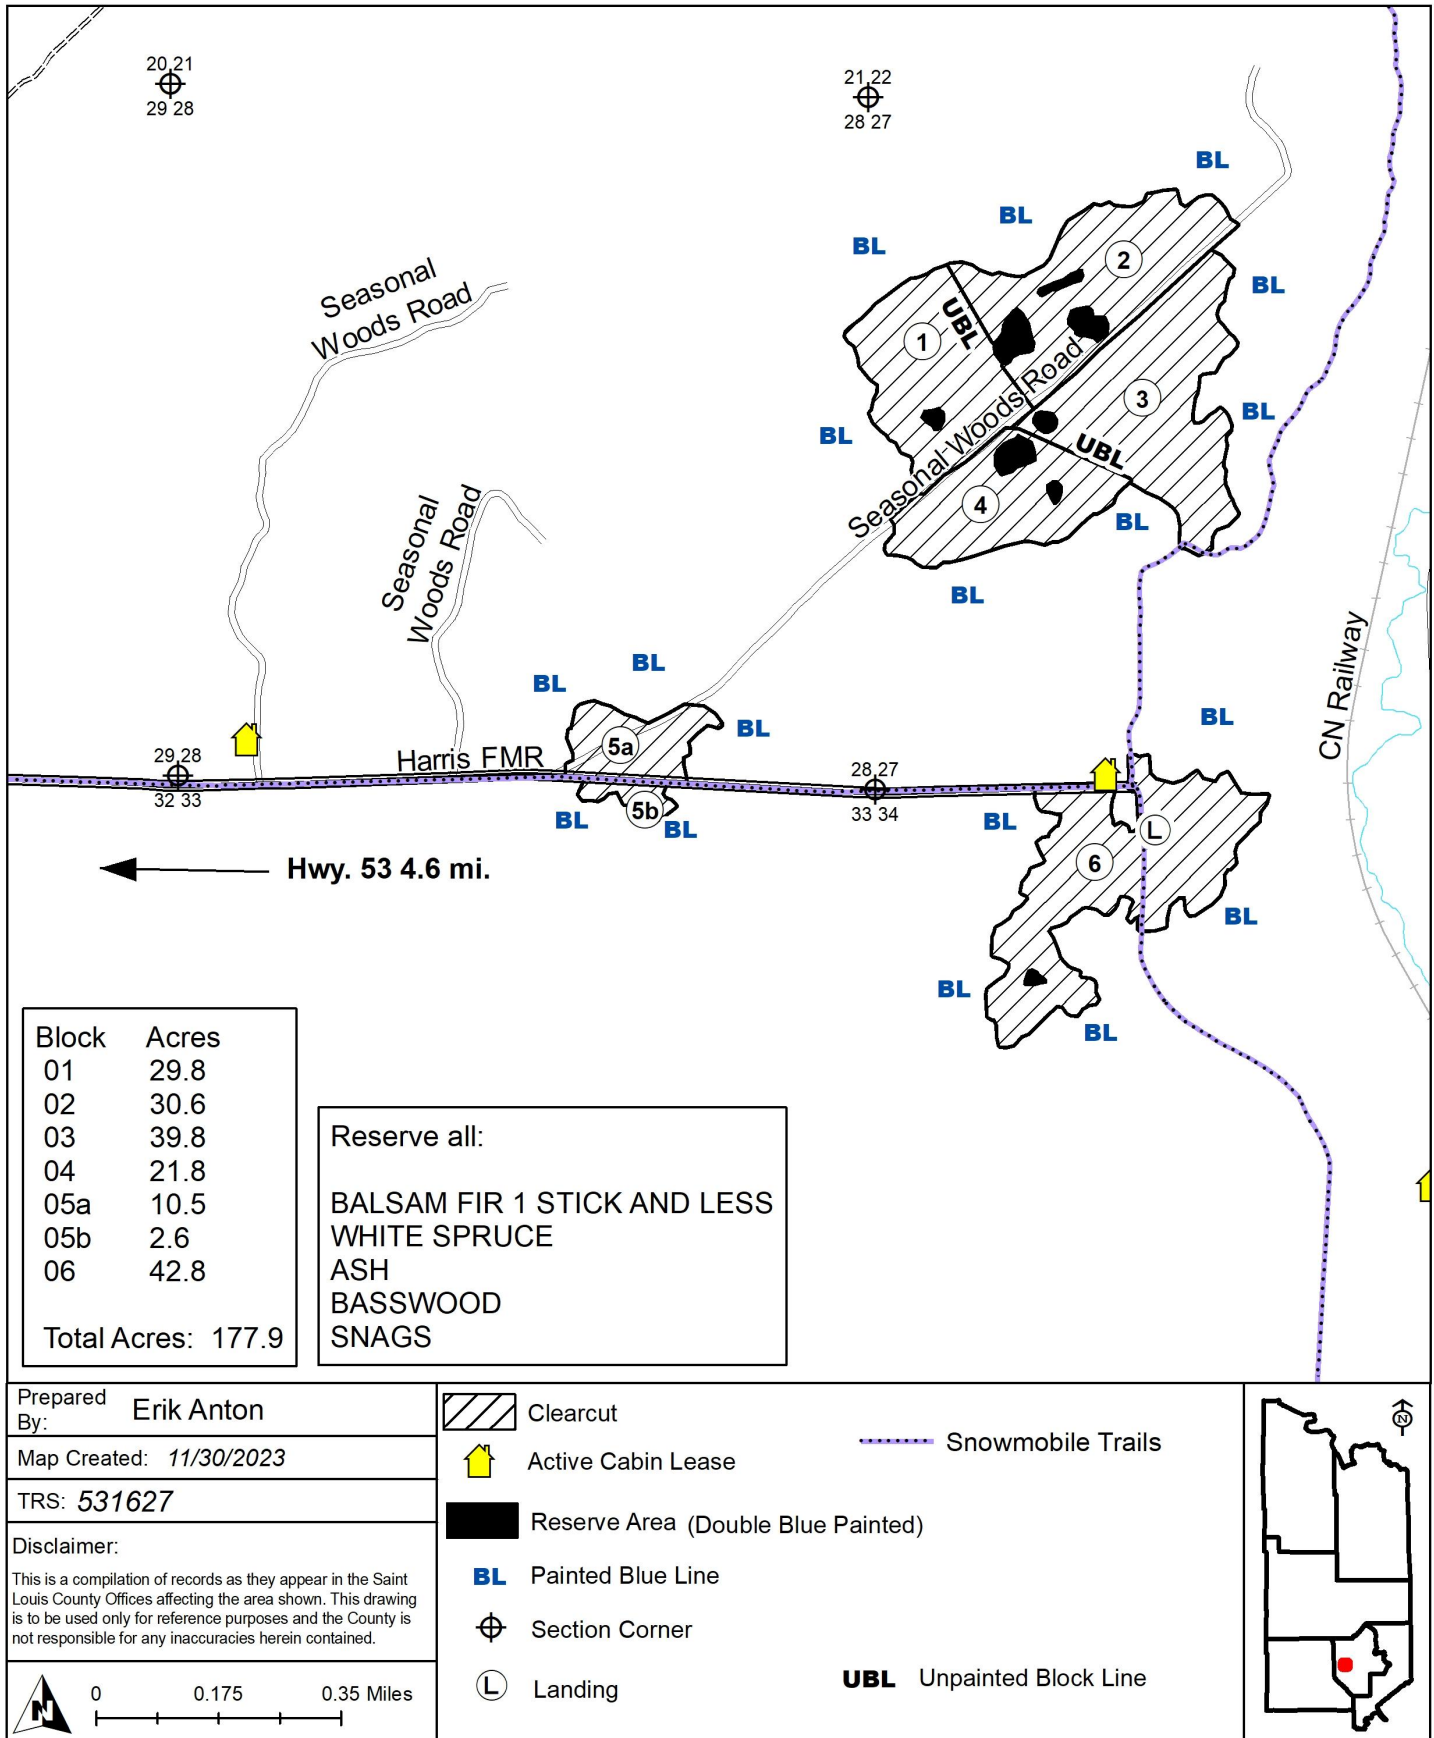 20 21
29 28
21 22
28 27
BL
BL
BL
2
Seasonal
Woods Road
BL
UBL
1
Seasonal Woods Road
3
BL
BL
UBL
4
Seasonal
Woods Road
BL
BL
CN Railway
BL
BL
BL
BL
5a
29 28
32 33
Harris FMR
28 27
33 34
5b
BL
BL
BL
L
6
Hwy. 53 4.6 mi.
BL
BL
BL
Block Acres
01 29.8
02 30.6
03 39.8
04 21.8
05a 10.5
05b 2.6
06 42.8
Total Acres: 177.9
Reserve all:
BALSAM FIR 1 STICK AND LESS
WHITE SPRUCE
ASH
BASSWOOD
SNAGS
Prepared
By: Erik Anton
Map Created: 11/30/2023
TRS: 531627
Disclaimer:
This is a compilation of records as they appear in the Saint
Louis County Offices affecting the area shown. This drawing
is to be used only for reference purposes and the County is
not responsible for any inaccuracies herein contained.
N
0 0.175 0.35 Miles
Clearcut
Active Cabin Lease
Reserve Area (Double Blue Painted)
BL Painted Blue Line
Section Corner
L Landing
Snowmobile Trails
UBL Unpainted Block Line
N